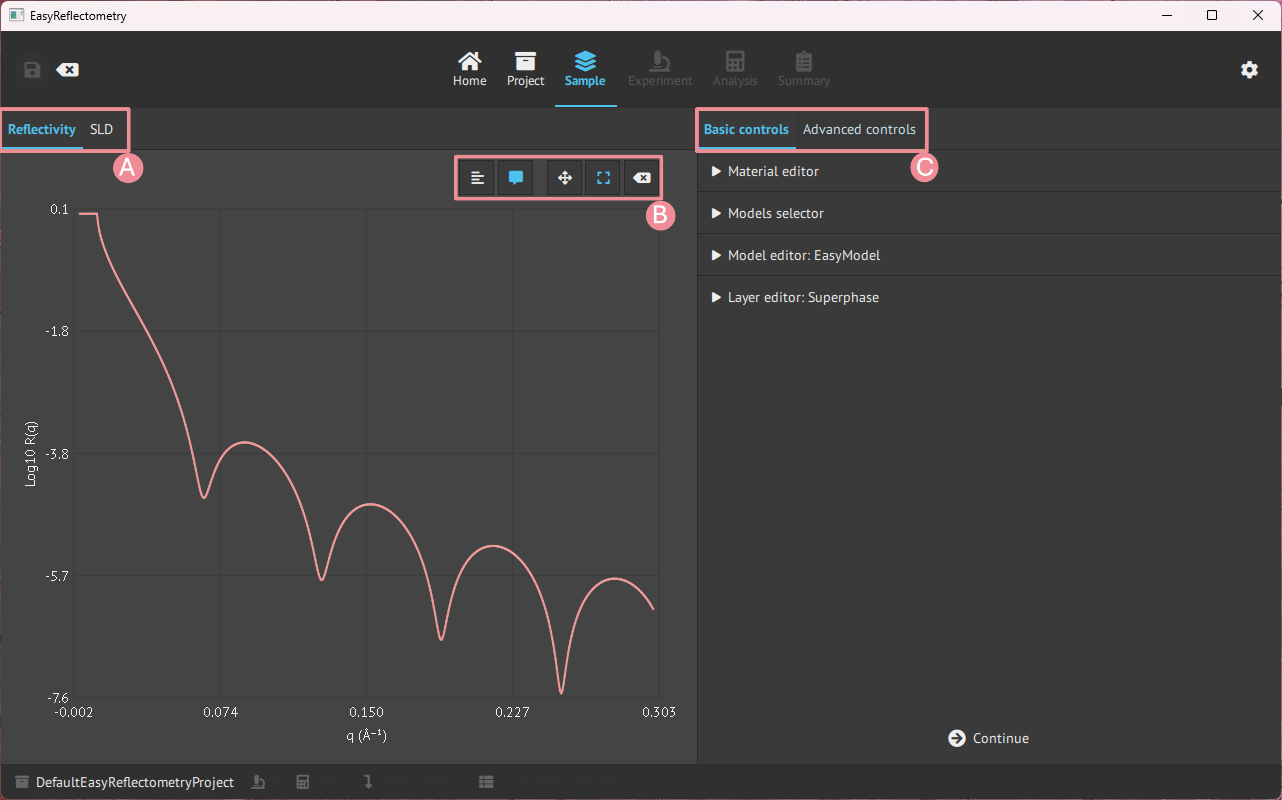 EasyReflectometry
Home Project Sample Experiment Analysis Summary
Reflectivity SLD
A
Basic controls Advanced controls
C
B
Material editor
Models selector
Model editor: EasyModel
Layer editor: Superphase
0.1
-1.8
-3.8
-5.7
-7.6
Log10 R(q)
-0.002 0.074 0.150 0.227 0.303
q (Å⁻¹)
Continue
DefaultEasyReflectometryProject